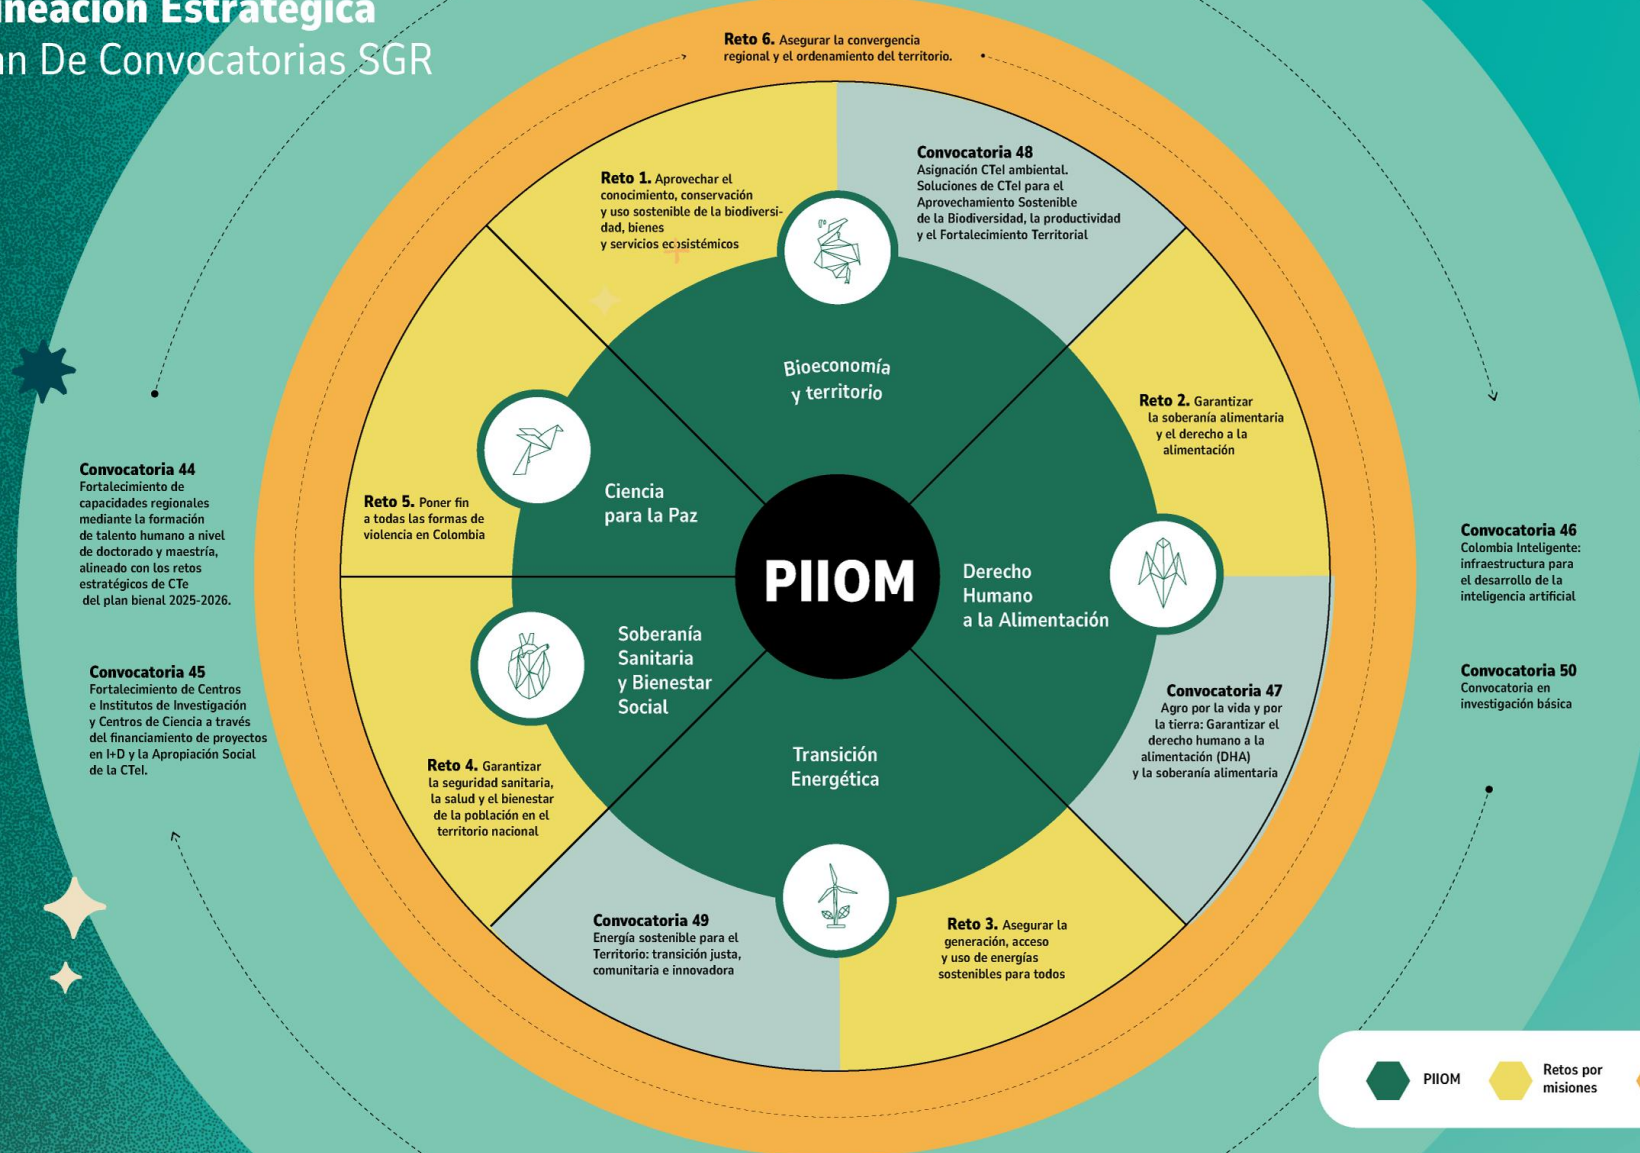 ineación Estratégica
an De Convocatorias SGR
Reto 6. Asegurar la convergencia
regional y el ordenamiento del territorio.
Reto 1. Aprovechar el
conocimiento, conservación
y uso sostenible de la biodiversi-
dad, bienes
y servicios ecosistémicos
Convocatoria 48
Asignación CTeI ambiental.
Soluciones de CTeI para el
Aprovechamiento Sostenible
de la Biodiversidad, la productividad
y el Fortalecimiento Territorial
Bioeconomía
y territorio
Reto 2. Garantizar
la soberanía alimentaria
y el derecho a la
alimentación
Convocatoria 44
Fortalecimiento de
capacidades regionales
mediante la formación
de talento humano a nivel
de doctorado y maestría,
alineado con los retos
estratégicos de CTe
del plan bienal 2025-2026.
Reto 5. Poner fin
a todas las formas de
violencia en Colombia
Ciencia
para la Paz
PIIOM
Derecho
Humano
a la Alimentación
Convocatoria 46
Colombia Inteligente:
infraestructura para
el desarrollo de la
inteligencia artificial
Convocatoria 45
Fortalecimiento de Centros
e Institutos de Investigación
y Centros de Ciencia a través
del financiamiento de proyectos
en I+D y la Apropiación Social
de la CTeI.
Soberanía
Sanitaria
y Bienestar
Social
Convocatoria 47
Agro por la vida y por
la tierra: Garantizar el
derecho humano a la
alimentación (DHA)
y la soberanía alimentaria
Convocatoria 50
Convocatoria en
investigación básica
Reto 4. Garantizar
la seguridad sanitaria,
la salud y el bienestar
de la población en el
territorio nacional
Transición
Energética
Convocatoria 49
Energía sostenible para el
Territorio: transición justa,
comunitaria e innovadora
Reto 3. Asegurar la
generación, acceso
y uso de energías
sostenibles para todos
PIIOM
Retos por
misiones